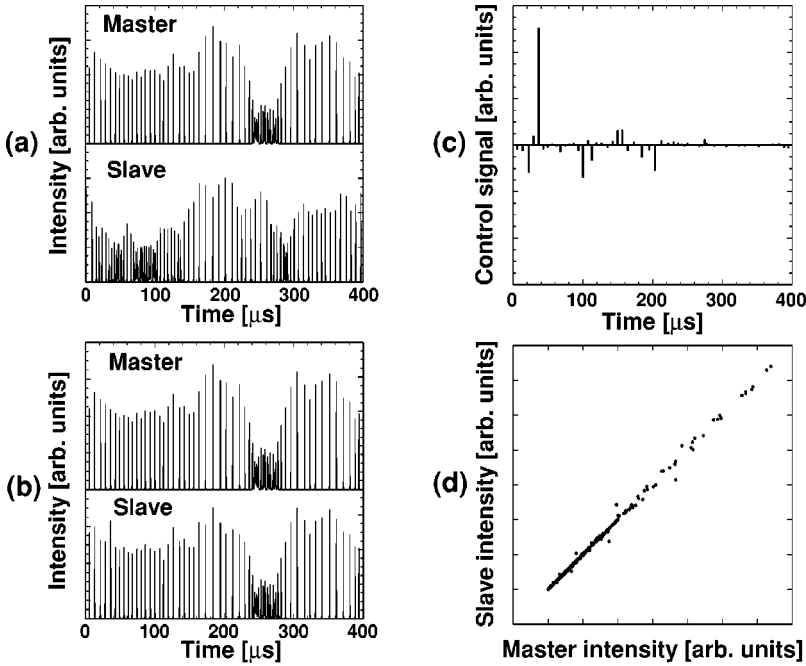 (a)
Intensity [arb. units]
Master
Slave
0 100 200 300 400
Time [μs]
(b)
Intensity [arb. units]
Master
Slave
0 100 200 300 400
Time [μs]
(c)
Control signal [arb. units]
0 100 200 300 400
Time [μs]
(d)
Slave intensity [arb. units]
Master intensity [arb. units]